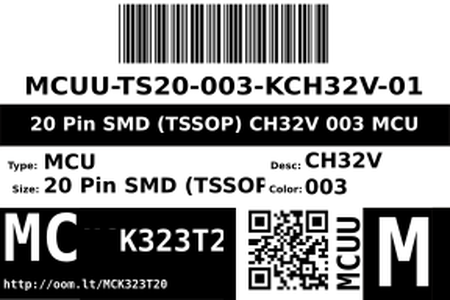 MCUU-TS20-003-KCH32V-01
20 Pin SMD (TSSOP) CH32V 003 MCU
Type: MCU Desc: CH32V
Size: 20 Pin SMD (TSSOP Color: 003
MC K323T2 MCUU M
http://oom.lt/MCK323T20